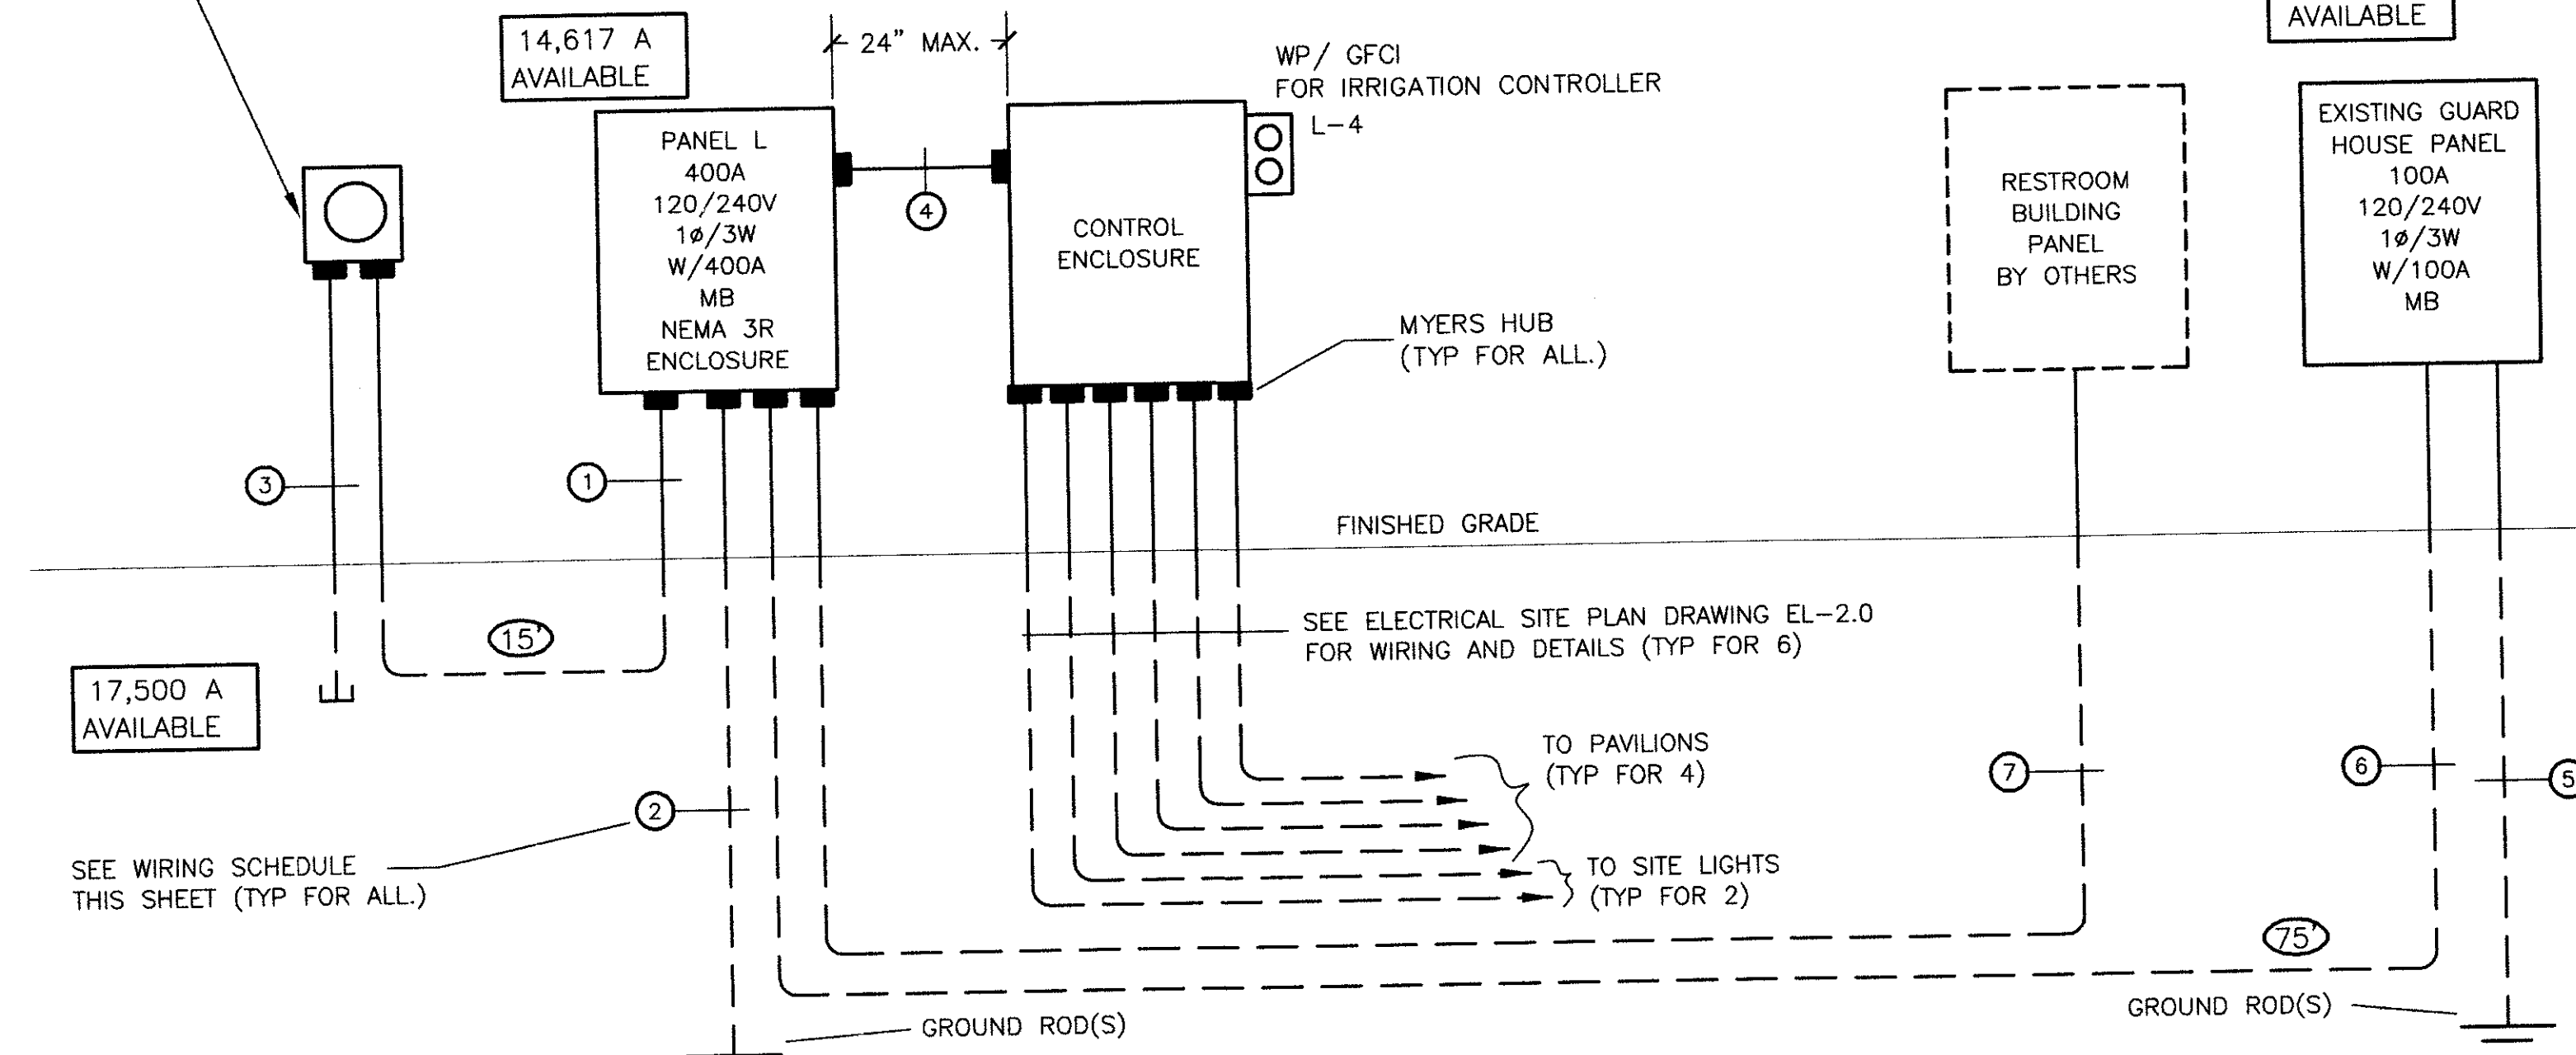 14,617 A
AVAILABLE
24" MAX.
WP/ GFCI
FOR IRRIGATION CONTROLLER
L-4
AVAILABLE
PANEL L
400A
120/240V
1ø/3W
W/400A
MB
NEMA 3R
ENCLOSURE
4
CONTROL
ENCLOSURE
MYERS HUB
(TYP FOR ALL.)
RESTROOM
BUILDING
PANEL
BY OTHERS
EXISTING GUARD
HOUSE PANEL
100A
120/240V
1ø/3W
W/100A
MB
3
1
FINISHED GRADE
15'
SEE ELECTRICAL SITE PLAN DRAWING EL-2.0
FOR WIRING AND DETAILS (TYP FOR 6)
17,500 A
AVAILABLE
TO PAVILIONS
(TYP FOR 4)
7
6
5
2
SEE WIRING SCHEDULE
THIS SHEET (TYP FOR ALL.)
TO SITE LIGHTS
(TYP FOR 2)
75'
GROUND ROD(S)
GROUND ROD(S)